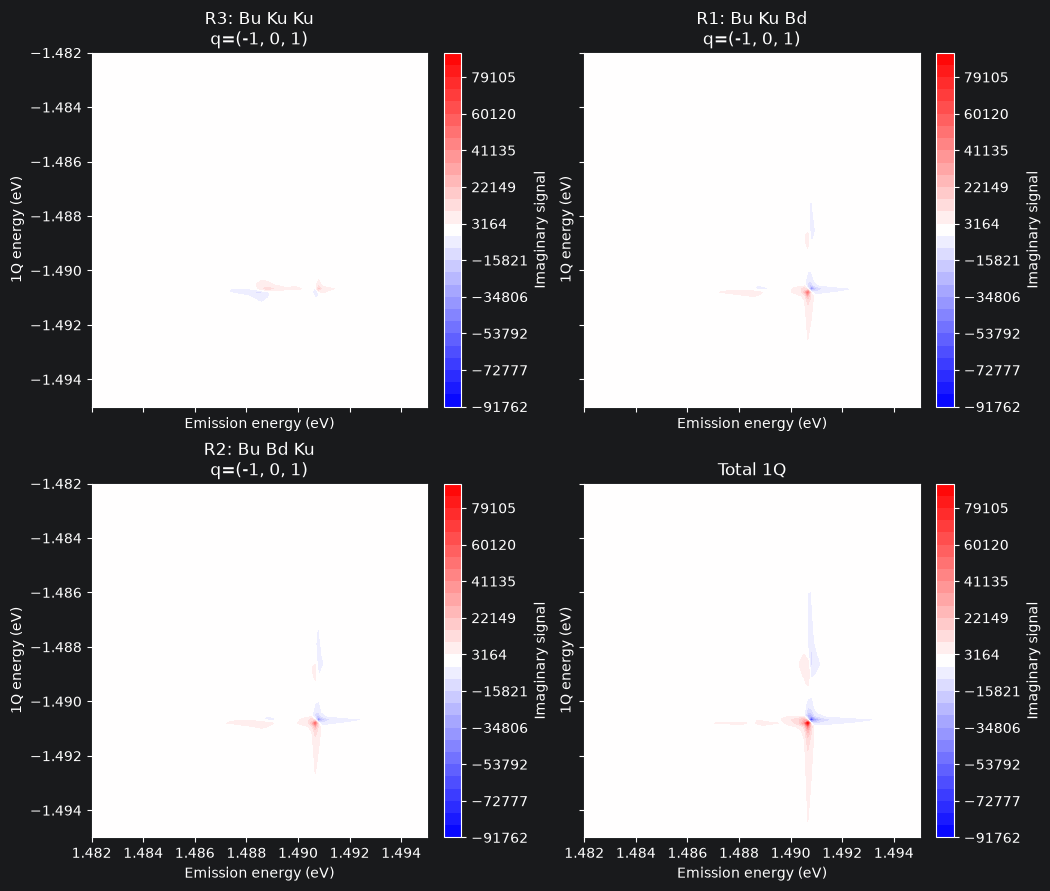 R3: Bu Ku Ku
q=(-1, 0, 1)
−1.482
−1.484
−1.486
−1.488
−1.490
−1.492
−1.494
1Q energy (eV)
Emission energy (eV)
79105
60120
41135
22149
3164
−15821
−34806
−53792
−72777
−91762
Imaginary signal
R1: Bu Ku Bd
q=(-1, 0, 1)
1Q energy (eV)
Emission energy (eV)
79105
60120
41135
22149
3164
−15821
−34806
−53792
−72777
−91762
Imaginary signal
R2: Bu Bd Ku
q=(-1, 0, 1)
−1.482
−1.484
−1.486
−1.488
−1.490
−1.492
−1.494
1Q energy (eV)
1.482 1.484 1.486 1.488 1.490 1.492 1.494
Emission energy (eV)
79105
60120
41135
22149
3164
−15821
−34806
−53792
−72777
−91762
Imaginary signal
Total 1Q
1Q energy (eV)
1.482 1.484 1.486 1.488 1.490 1.492 1.494
Emission energy (eV)
79105
60120
41135
22149
3164
−15821
−34806
−53792
−72777
−91762
Imaginary signal